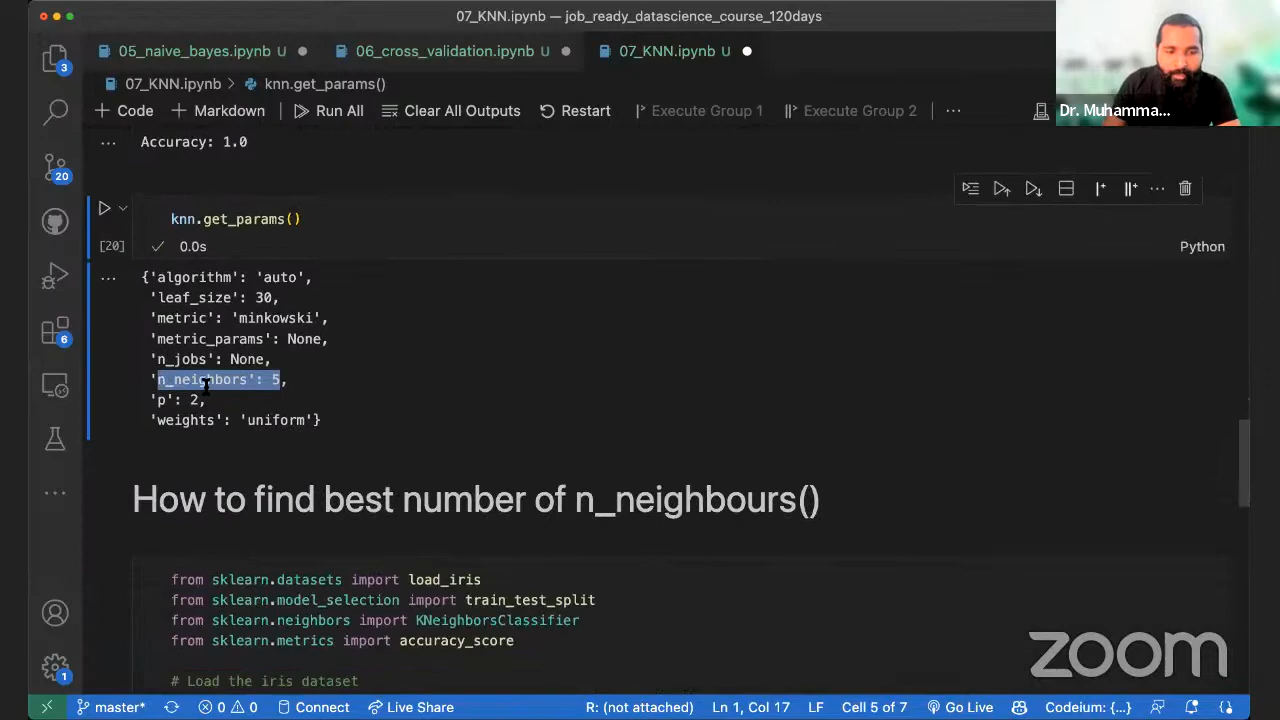 07_KNN.ipynb — job_ready_datascience_course_120days
05_naive_bayes.ipynb U
06_cross_validation.ipynb U
07_KNN.ipynb U
07_KNN.ipynb > knn.get_params()
+ Code + Markdown Run All Clear All Outputs Restart Execute Group 1 Execute Group 2 ...
Dr. Muhamma...
3
20
6
1
... Accuracy: 1.0
knn.get_params()
[20] 0.0s
Python
... {'algorithm': 'auto',
'leaf_size': 30,
'metric': 'minkowski',
'metric_params': None,
'n_jobs': None,
'n_neighbors': 5,
'p': 2,
'weights': 'uniform'}
How to find best number of n_neighbours()
from sklearn.datasets import load_iris
from sklearn.model_selection import train_test_split
from sklearn.neighbors import KNeighborsClassifier
from sklearn.metrics import accuracy_score
# Load the iris dataset
zoom
master* 0 0 Connect Live Share R: (not attached) Ln 1, Col 17 LF Cell 5 of 7 Go Live Codeium: {...}